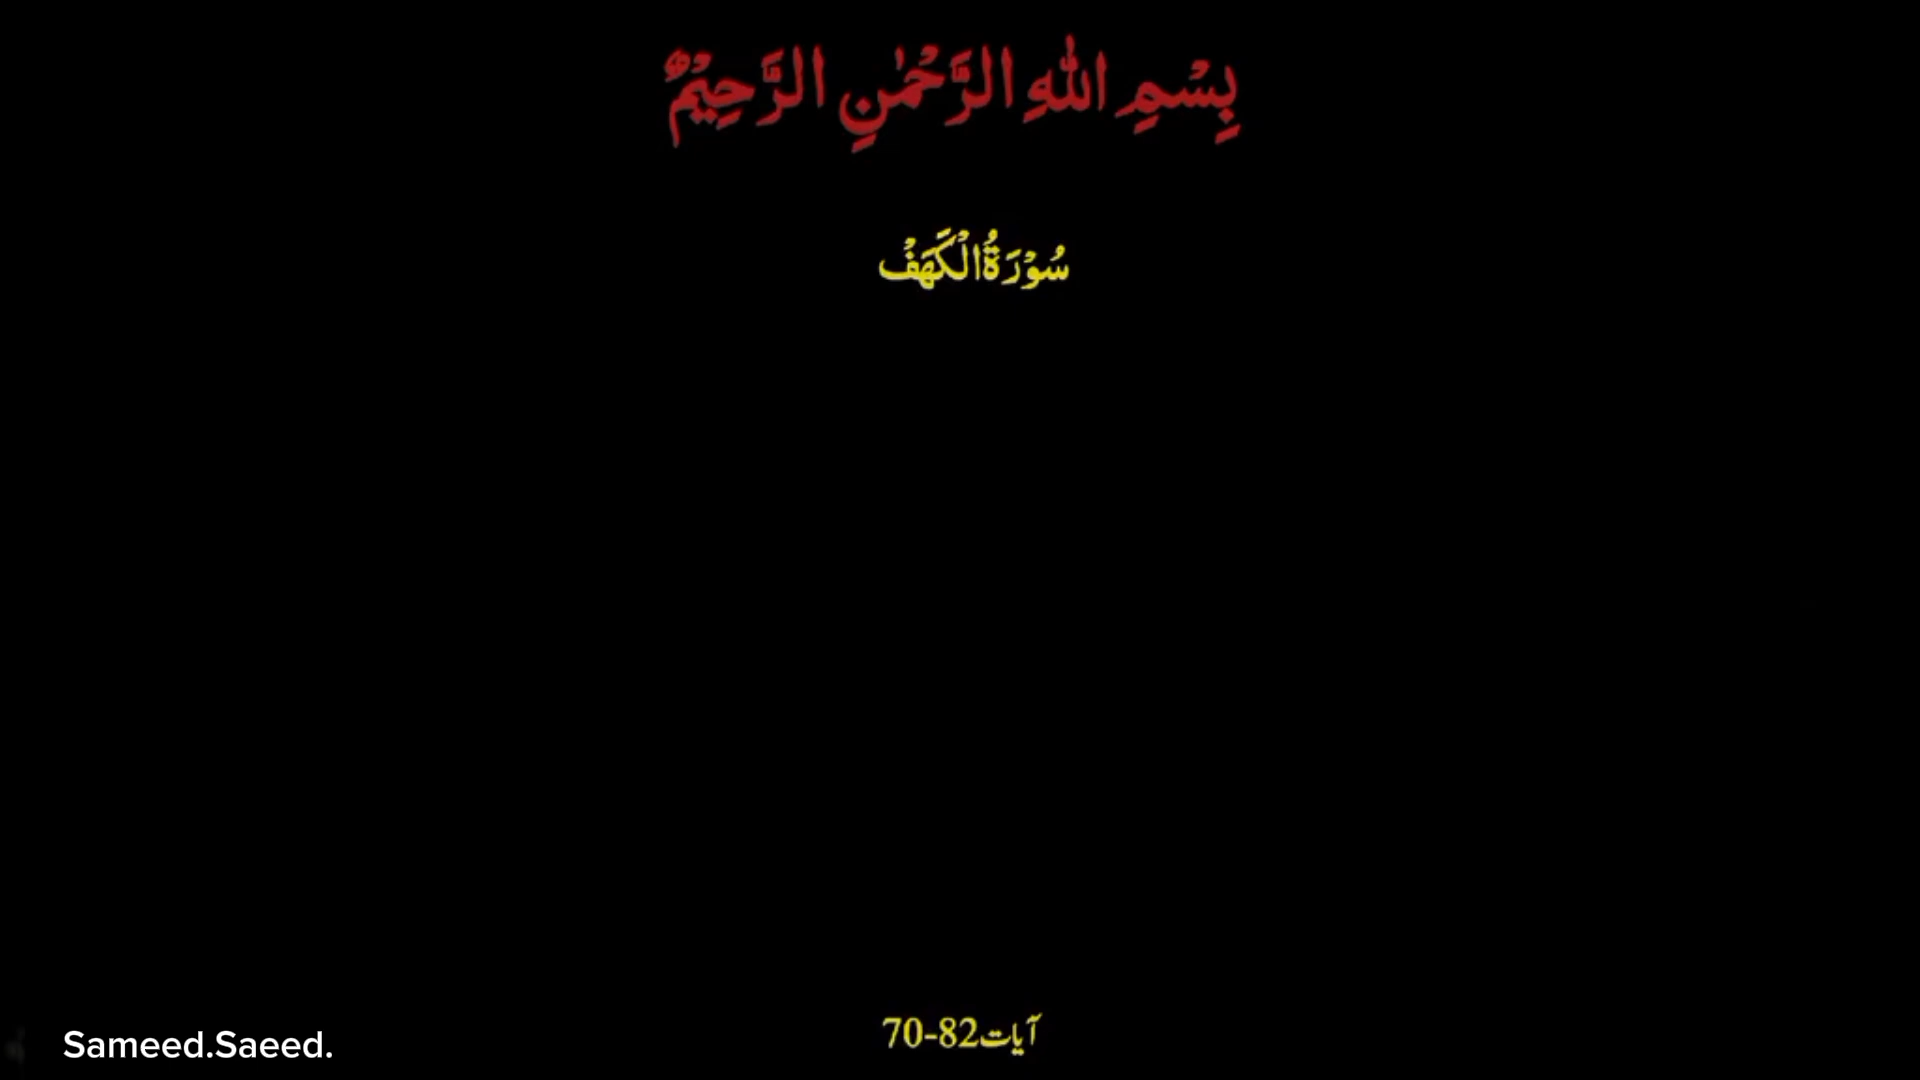 بِسْمِ اللّٰهِ الرَّحْمٰنِ الرَّحِيْمِ
سُوْرَةُ الْكَهَفْ
آیات 70-82
Sameed.Saeed.